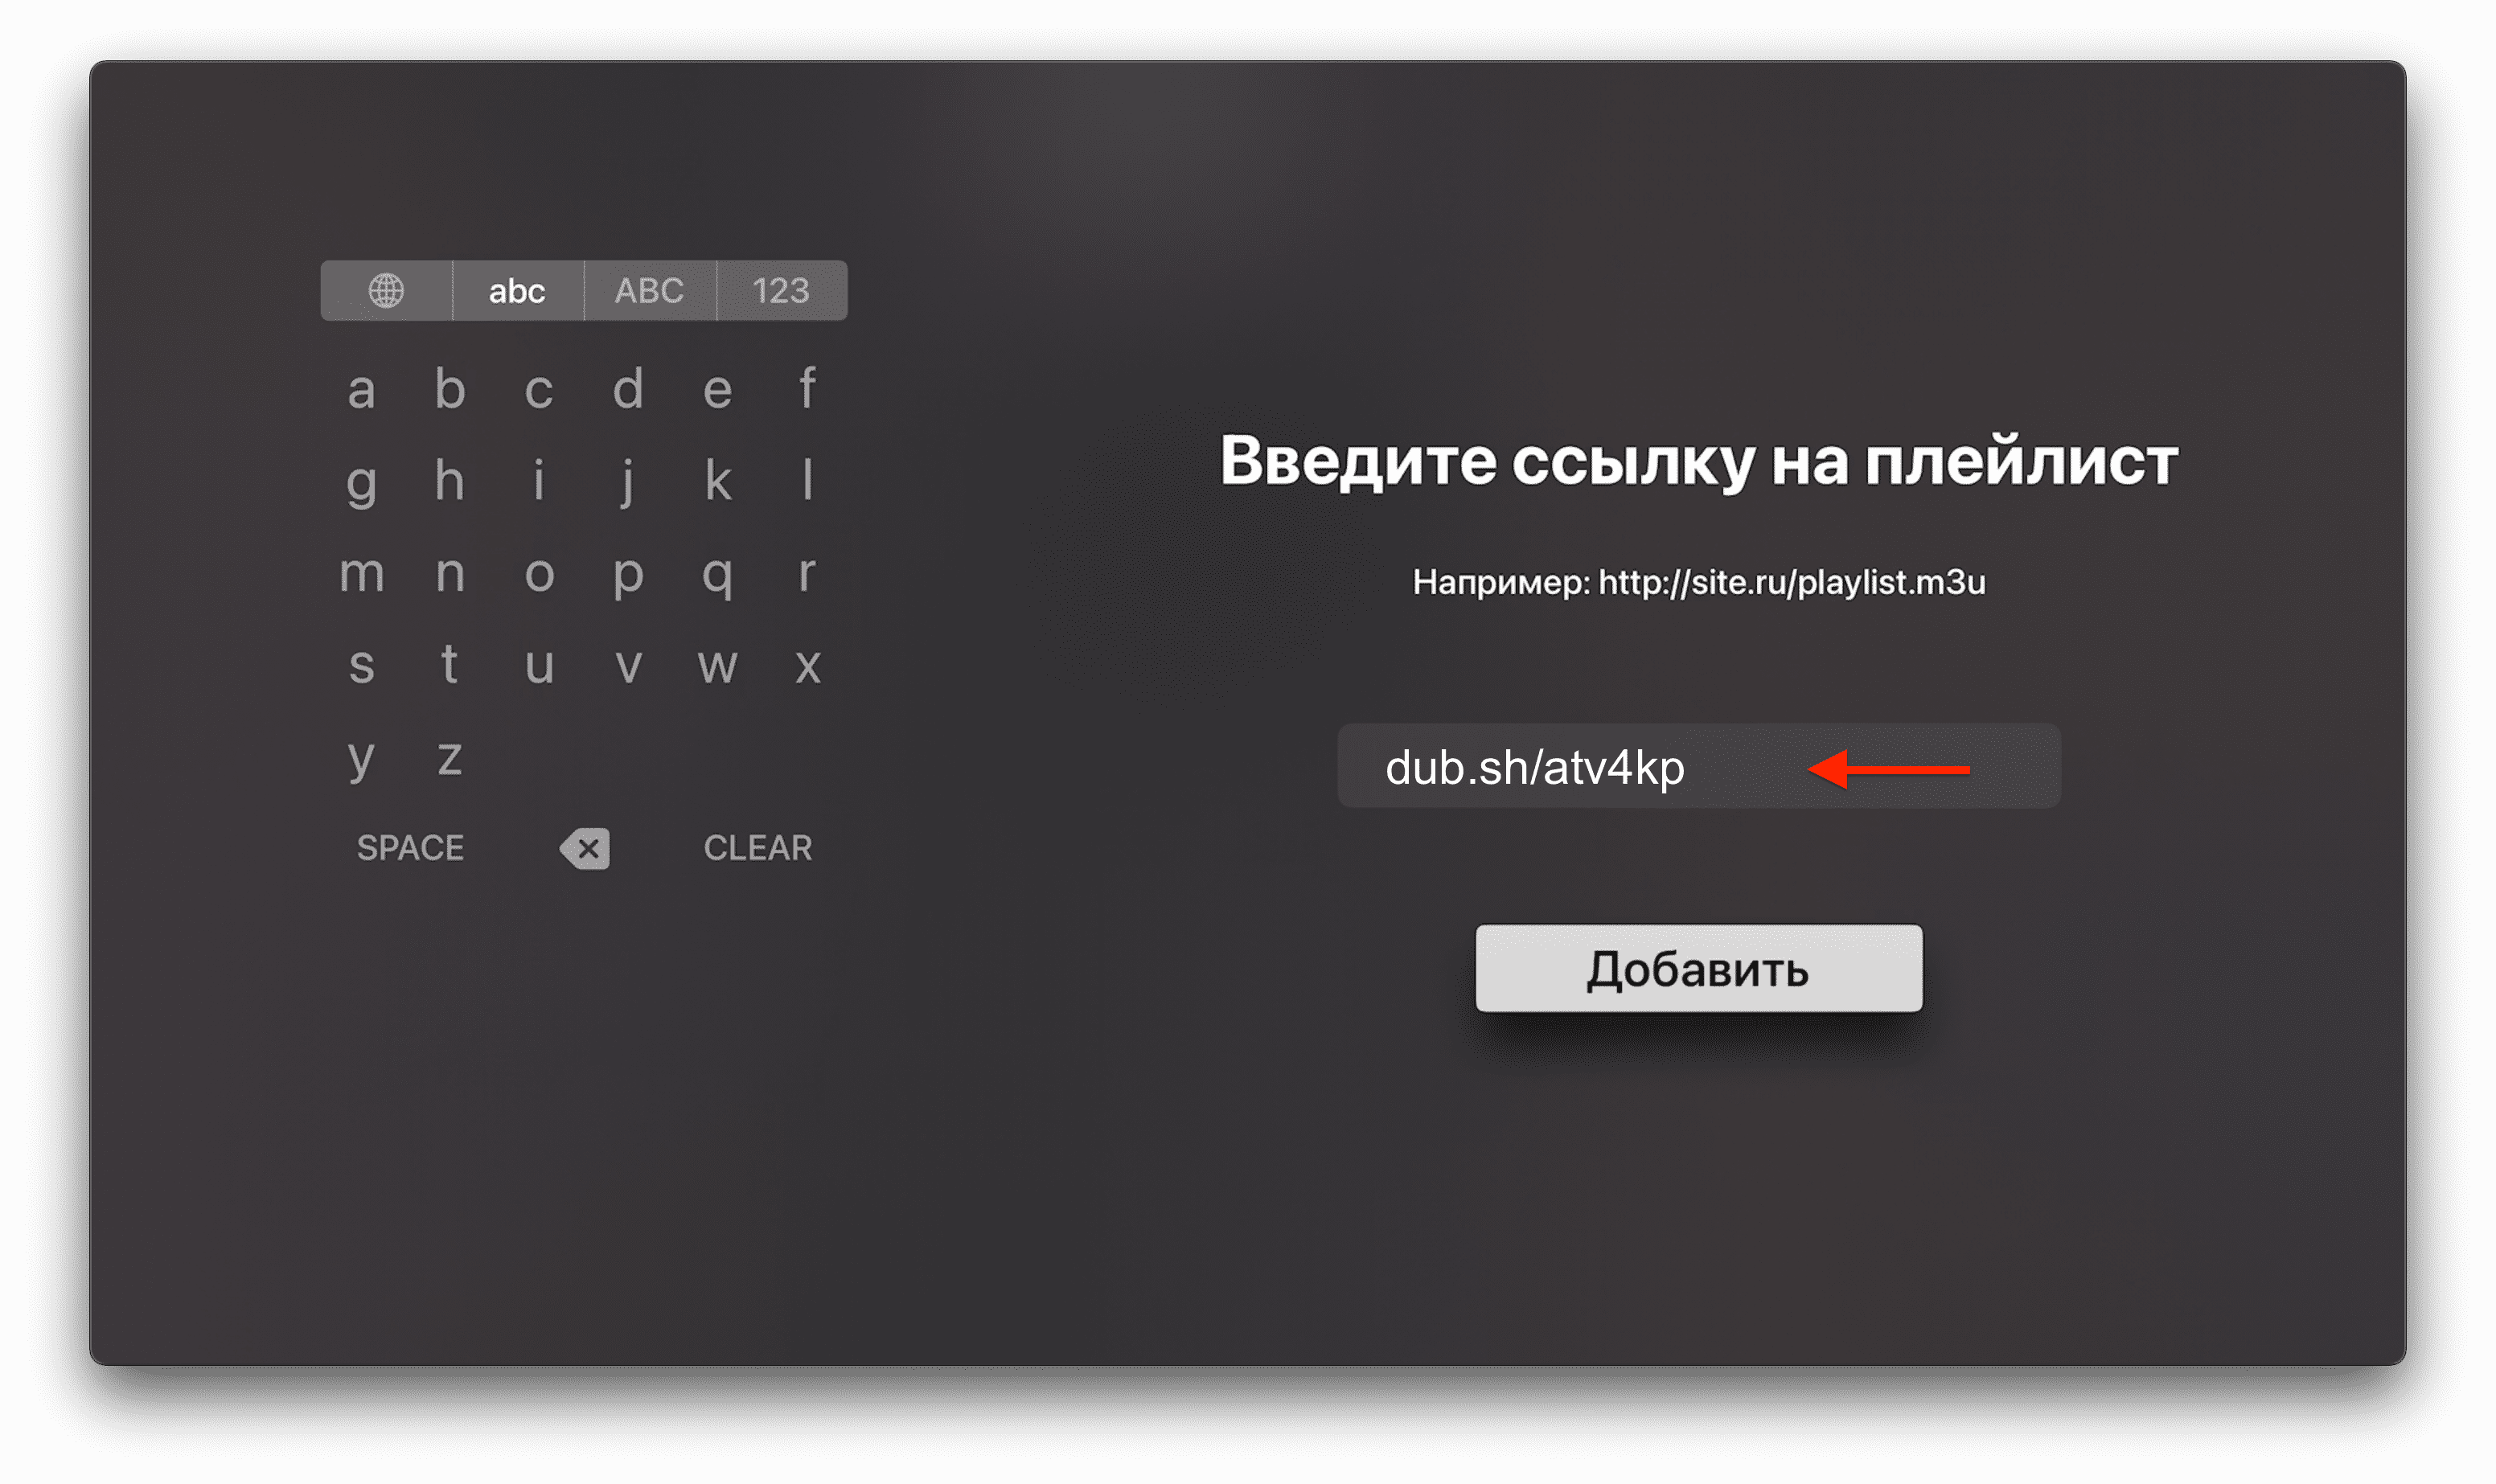 abc ABC 123
a b c d e f
g h i j k l
m n o p q r
s t u v w x
y z
SPACE CLEAR
Введите ссылку на плейлист
Например: http://site.ru/playlist.m3u
dub.sh/atv4kp
Добавить